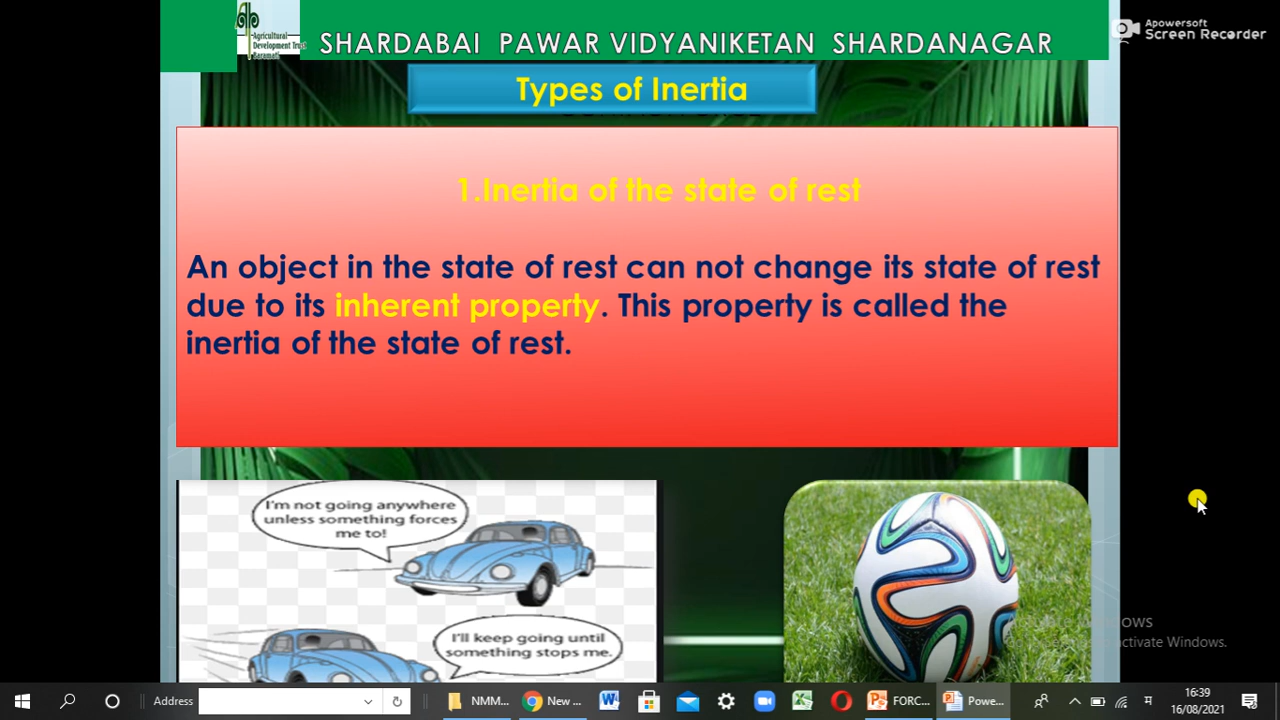 Agricultural
Development Trust
Baramati
SHARDABAI PAWAR VIDYANIKETAN SHARDANAGAR
Apowersoft
Screen Recorder
Types of Inertia
1.Inertia of the state of rest
An object in the state of rest can not change its state of rest
due to its inherent property. This property is called the
inertia of the state of rest.
I'm not going anywhere
unless something forces
me to!
I'll keep going until
something stops me.
Activate Windows.
Address
NMM...
New ...
FORC...
Powe...
म
16:39
16/08/2021